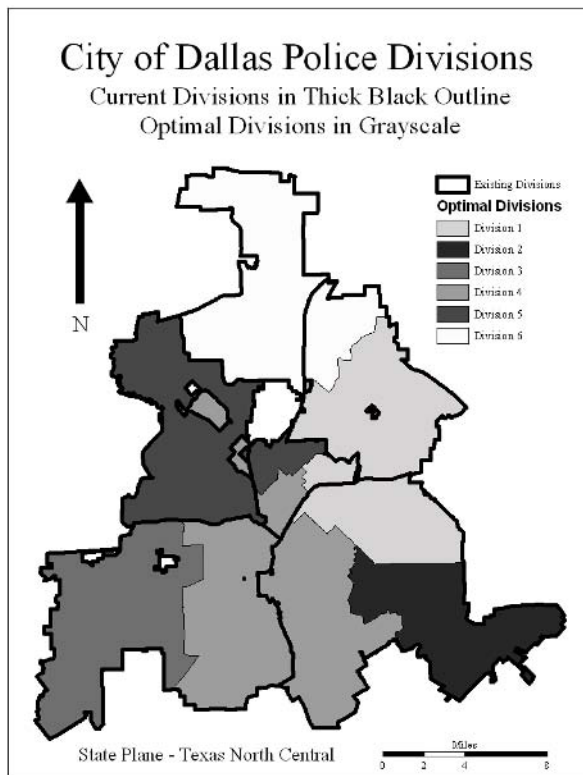 City of Dallas Police Divisions
Current Divisions in Thick Black Outline
Optimal Divisions in Grayscale
N
Existing Divisions
Optimal Divisions
Division 1
Division 2
Division 3
Division 4
Division 5
Division 6
State Plane - Texas North Central
Miles
0 2 4 8